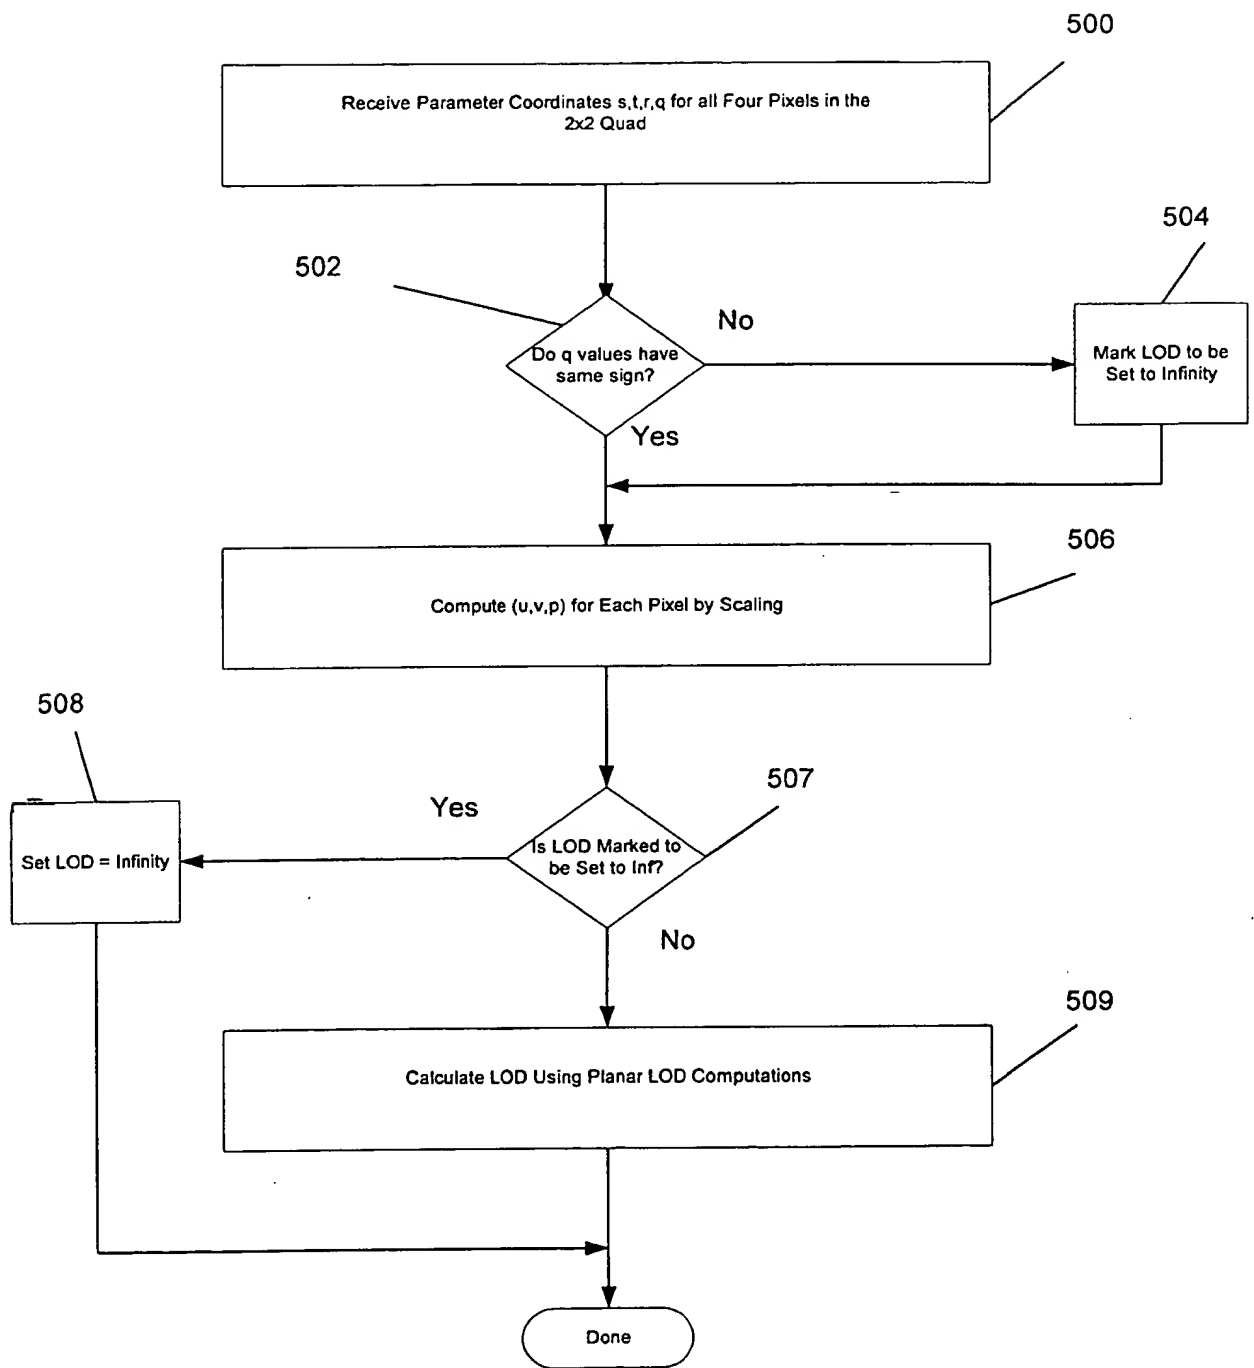 500
Receive Parameter Coordinates s,t,r,q for all Four Pixels in the
2x2 Quad
504
502
No
Do q values have
same sign?
Mark LOD to be
Set to Infinity
Yes
506
Compute (u,v,p) for Each Pixel by Scaling
508
507
Yes
Is LOD Marked to
be Set to Inf?
Set LOD = Infinity
No
509
Calculate LOD Using Planar LOD Computations
Done